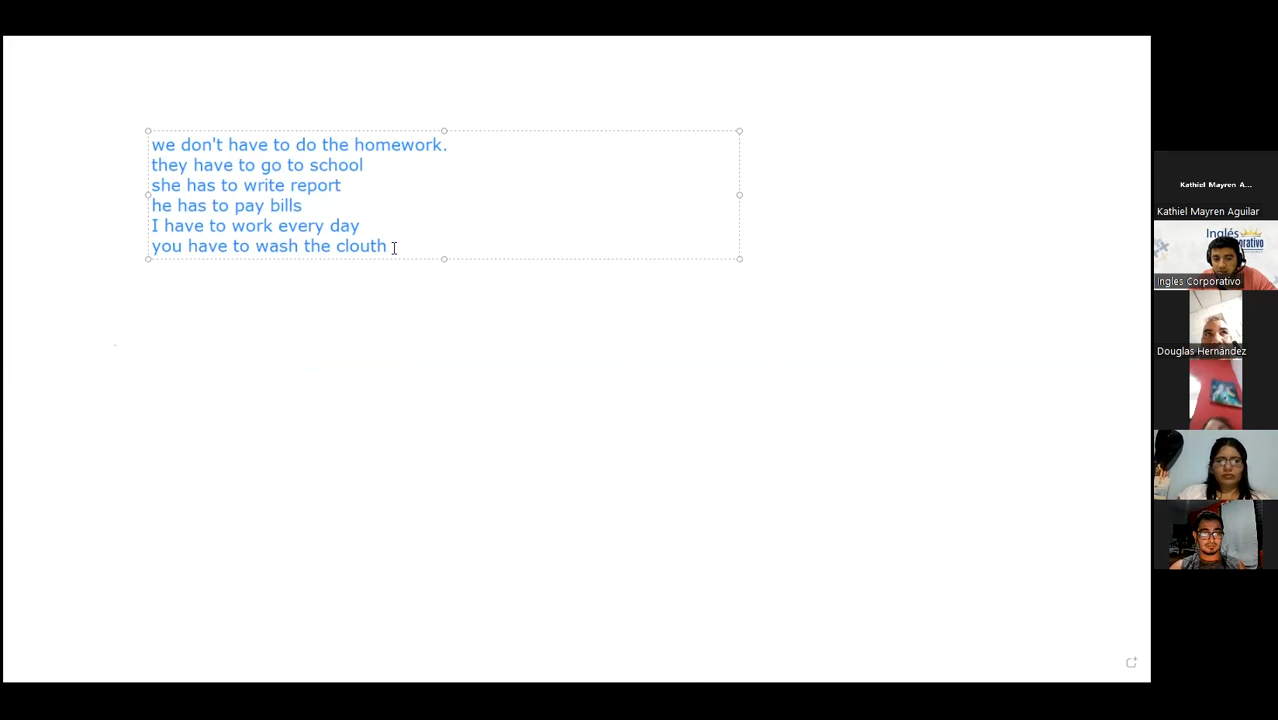 we don't have to do the homework.
they have to go to school
she has to write report
he has to pay bills
I have to work every day
you have to wash the clouth
Kathiel Mayren A...
Kathiel Mayren Aguilar
Inglés
orativo
Ingles Corporativo
Douglas Hernández